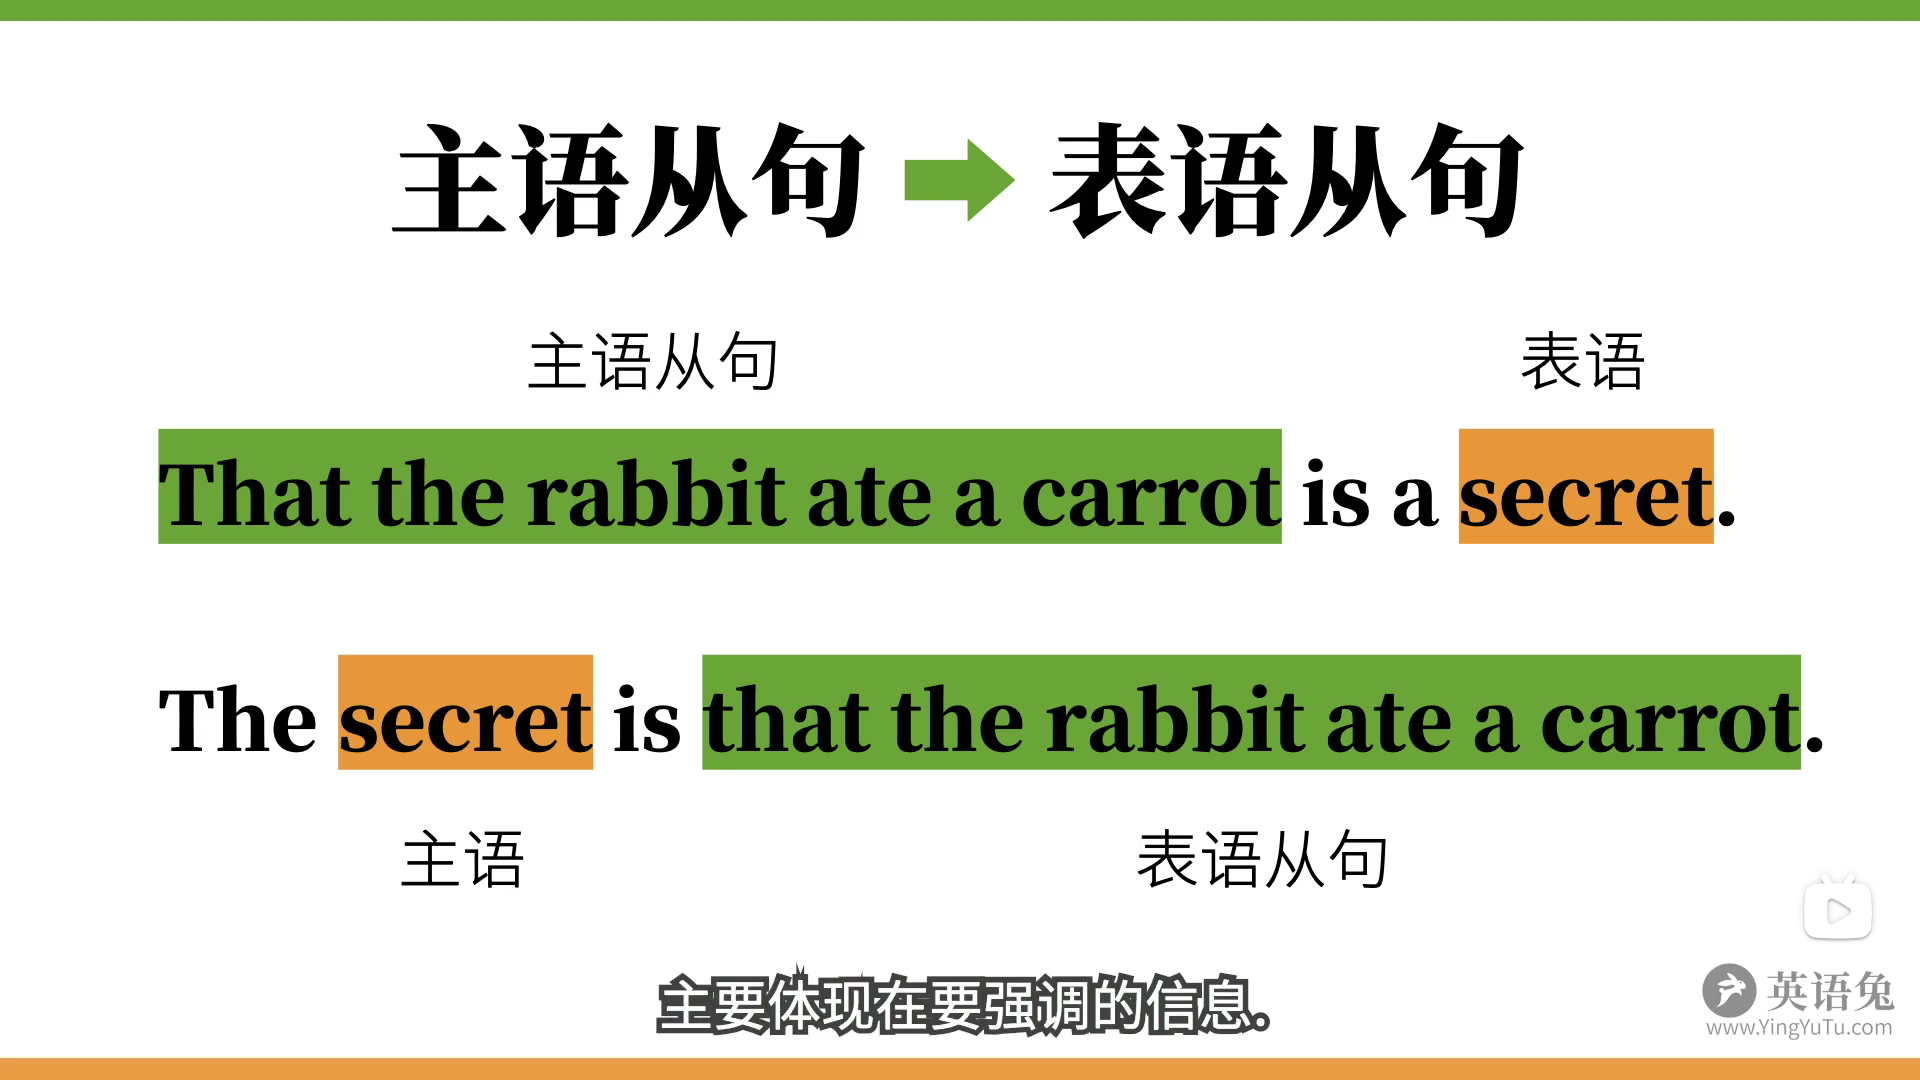 主语从句 表语从句
主语从句 表语
That the rabbit ate a carrot is a secret.
The secret is that the rabbit ate a carrot.
主语 表语从句
主要体现在要强调的信息。
英语兔
www.YingYuTu.com